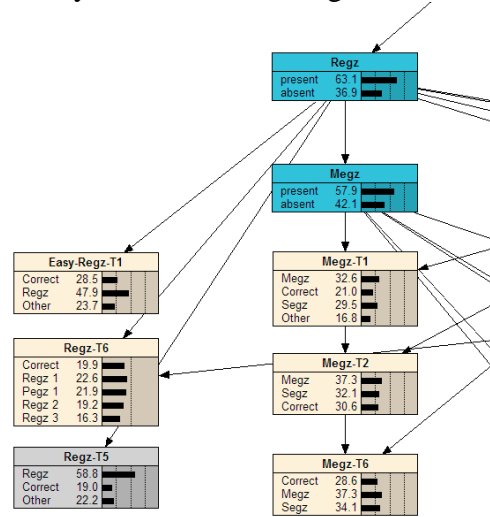 Regz
present 63.1
absent 36.9
Megz
present 57.9
absent 42.1
Easy-Regz-T1
Correct 28.5
Regz 47.9
Other 23.7
Megz-T1
Megz 32.6
Correct 21.0
Segz 29.5
Other 16.8
Regz-T6
Correct 19.9
Regz 1 22.6
Pegz 1 21.9
Regz 2 19.2
Regz 3 16.3
Megz-T2
Megz 37.3
Segz 32.1
Correct 30.6
Regz-T5
Regz 58.8
Correct 19.0
Other 22.2
Megz-T6
Correct 28.6
Megz 37.3
Segz 34.1